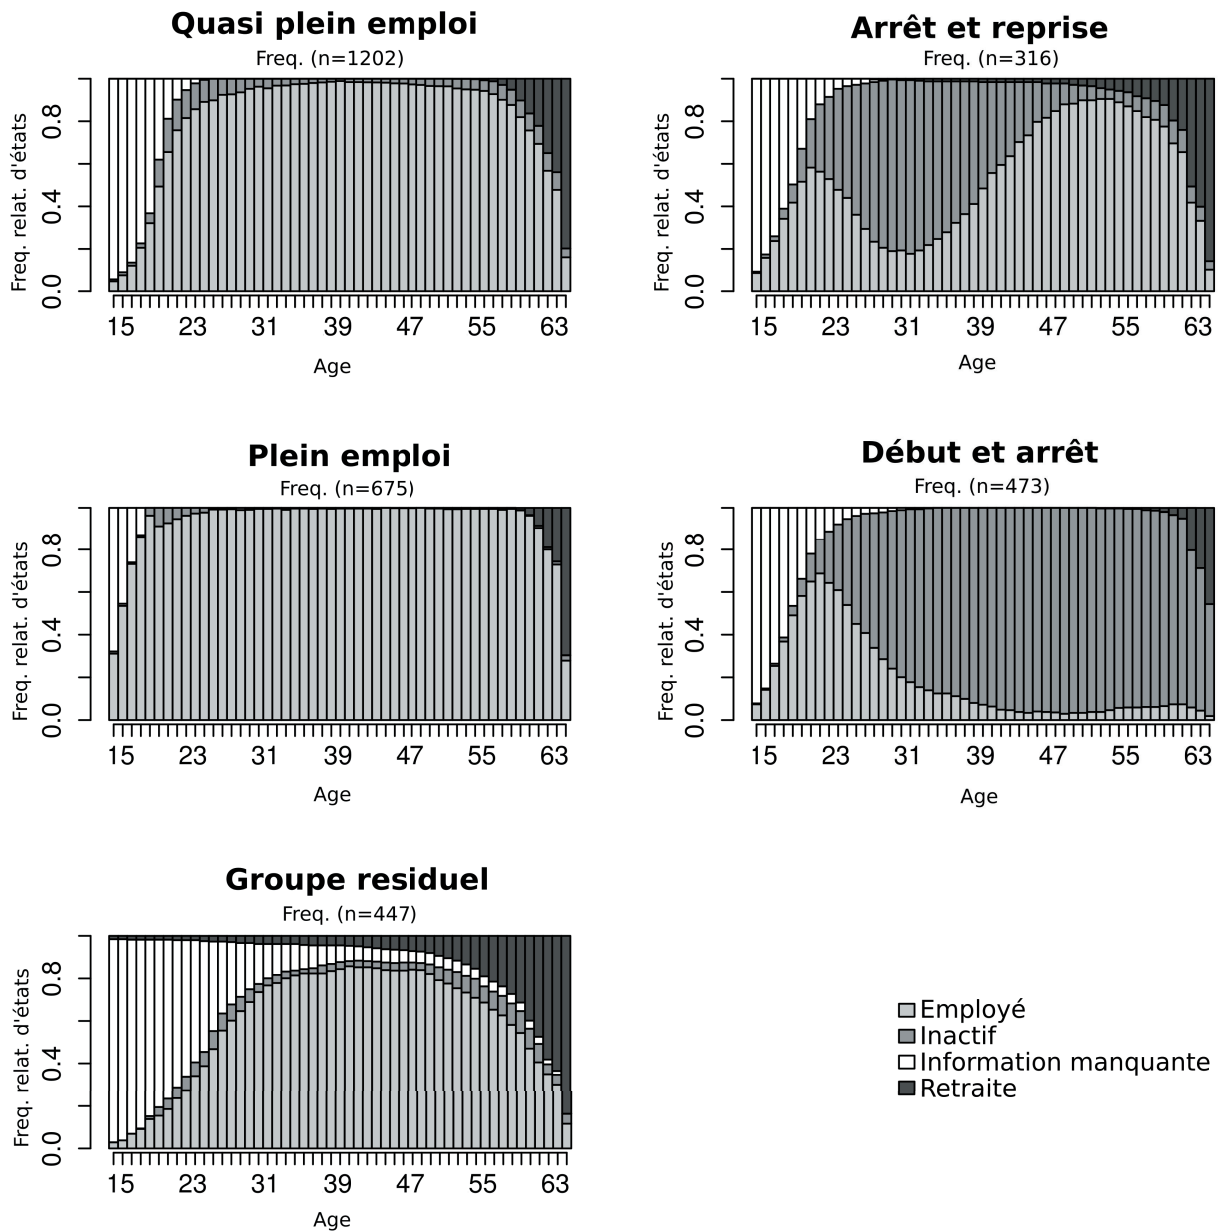 Quasi plein emploi
Freq. (n=1202)
Freq. relat. d'états
0.0 0.4 0.8
15 23 31 39 47 55 63
Age
Arrêt et reprise
Freq. (n=316)
Freq. relat. d'états
0.0 0.4 0.8
15 23 31 39 47 55 63
Age
Plein emploi
Freq. (n=675)
Freq. relat. d'états
0.0 0.4 0.8
15 23 31 39 47 55 63
Age
Début et arrêt
Freq. (n=473)
Freq. relat. d'états
0.0 0.4 0.8
15 23 31 39 47 55 63
Age
Groupe residuel
Freq. (n=447)
Freq. relat. d'états
0.0 0.4 0.8
15 23 31 39 47 55 63
Age
Employé
Inactif
Information manquante
Retraite